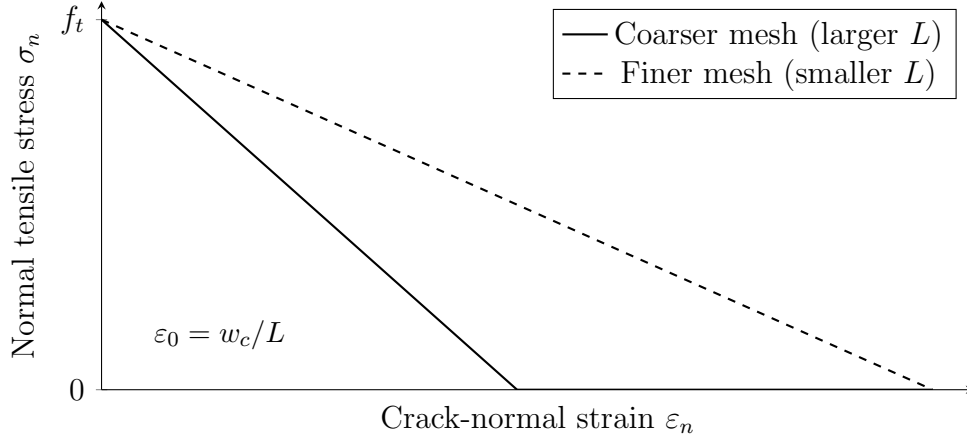 f_t
Normal tensile stress σ_n
Coarser mesh (larger L)
Finer mesh (smaller L)
ε_0 = w_c/L
0
Crack-normal strain ε_n